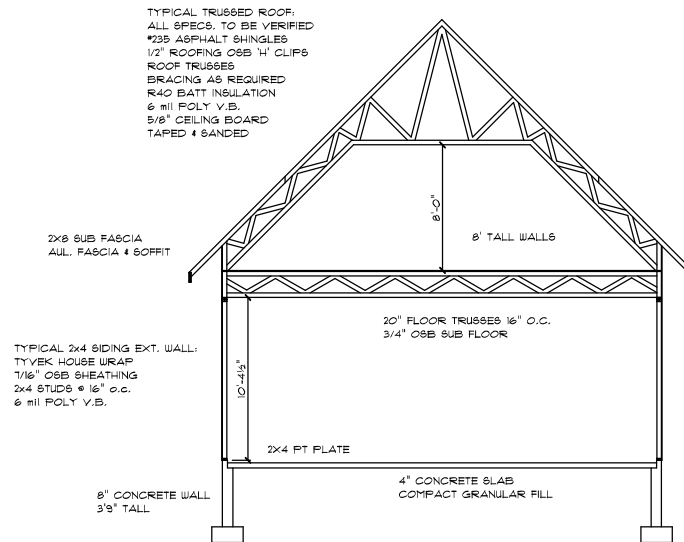 TYPICAL TRUSSED ROOF:
ALL SPECS. TO BE VERIFIED
#235 ASPHALT SHINGLES
1/2" ROOFING OSB 'H' CLIPS
ROOF TRUSSES
BRACING AS REQUIRED
R40 BATT INSULATION
6 mil POLY V.B.
5/8" CEILING BOARD
TAPED & SANDED
8'-0"
8' TALL WALLS
2X8 SUB FASCIA
AUL. FASCIA & SOFFIT
20" FLOOR TRUSSES 16" O.C.
3/4" OSB SUB FLOOR
TYPICAL 2x4 SIDING EXT. WALL:
TYVEK HOUSE WRAP
7/16" OSB SHEATHING
2x4 STUDS @ 16" o.c.
6 mil POLY V.B.
10'-4½"
2X4 PT PLATE
8" CONCRETE WALL
3'9" TALL
4" CONCRETE SLAB
COMPACT GRANULAR FILL